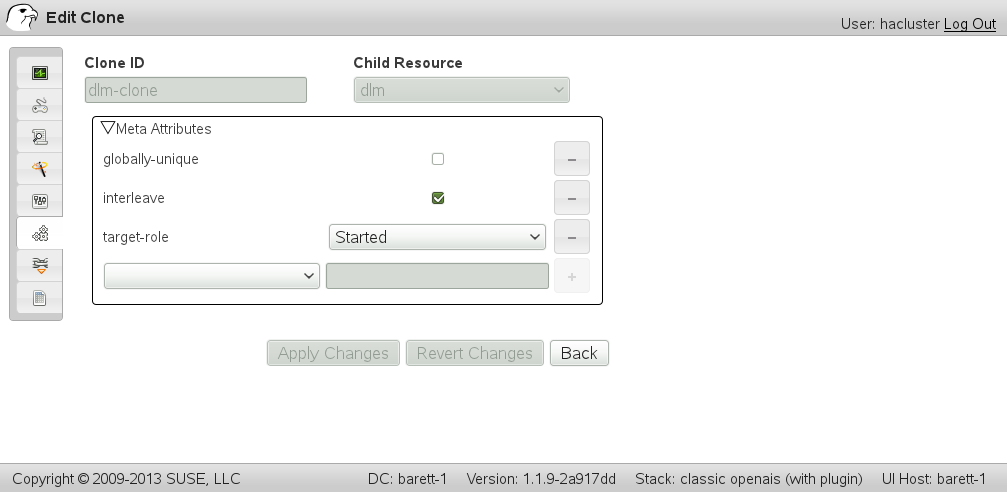 Edit Clone
User: hacluster Log Out
Clone ID Child Resource
dlm-clone dlm
Meta Attributes
globally-unique
interleave
target-role Started
Apply Changes Revert Changes Back
Copyright © 2009-2013 SUSE, LLC DC: barett-1 Version: 1.1.9-2a917dd Stack: classic openais (with plugin) UI Host: barett-1